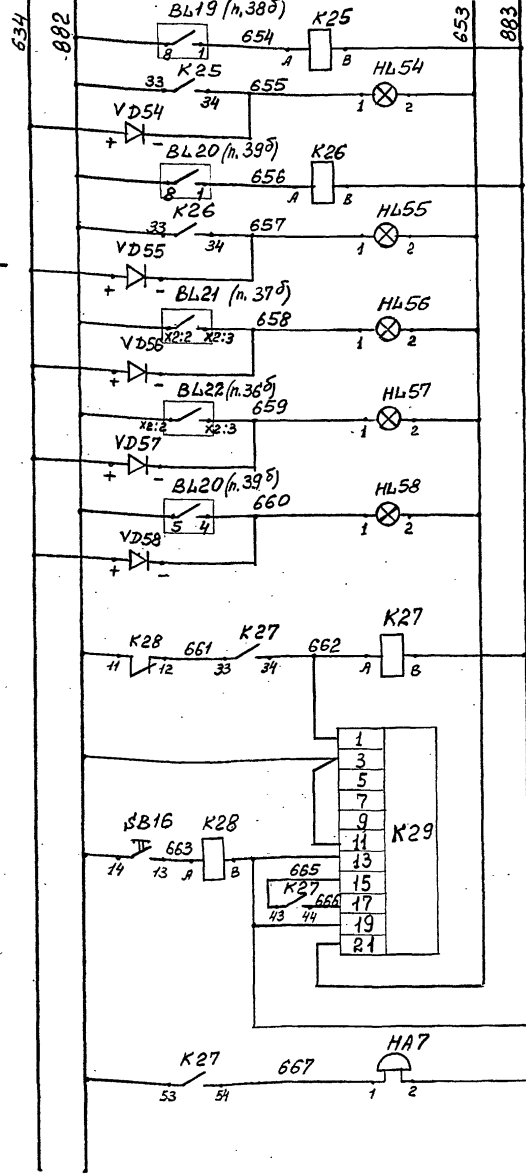 634
882
BL19 (п.38б)
654
K25
653
883
8
1
A
B
33
K25
34
655
HL54
1
2
VD54
+
-
BL20 (п.39б)
656
K26
8
1
A
B
33
K26
34
657
HL55
1
2
VD55
+
-
BL21 (п.37б)
658
HL56
X2:2
X2:3
1
2
VD56
+
-
BL22 (п.36б)
659
HL57
X2:2
X2:3
1
2
VD57
+
-
BL20 (п.39б)
660
HL58
5
4
1
2
VD58
+
-
K28
661
K27
662
K27
11
12
33
34
A
B
1
3
5
7
9
11
13
15
17
19
21
K29
SB16
663
K28
14
13
A
B
665
K27
666
43
44
K27
667
HA7
53
54
1
2